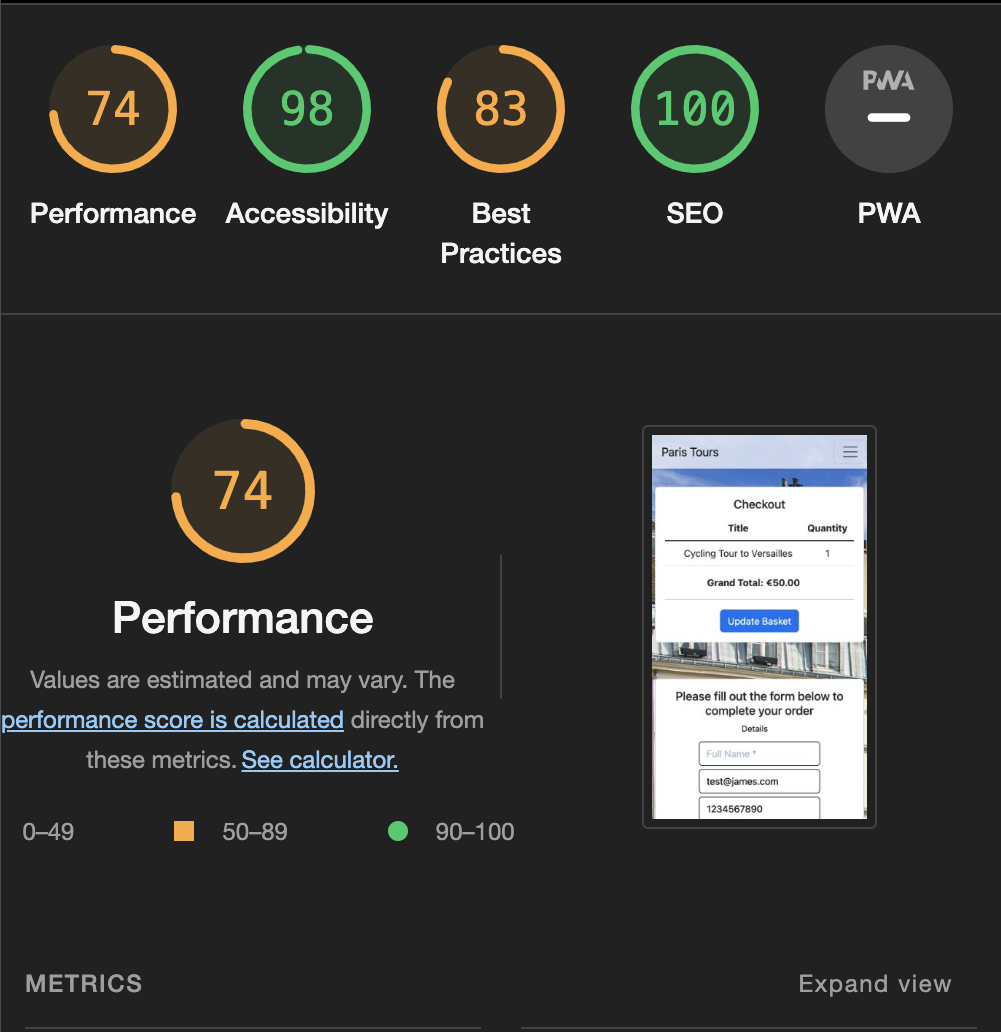 74
98
83
100
PWA
Performance
Accessibility
Best
Practices
SEO
PWA
74
Performance
Values are estimated and may vary. The
performance score is calculated directly from
these metrics. See calculator.
0–49
50–89
90–100
Paris Tours
Checkout
Title Quantity
Cycling Tour to Versailles 1
Grand Total: €50.00
Update Basket
Please fill out the form below to
complete your order
Details
Full Name *
test@james.com
1234567890
METRICS
Expand view